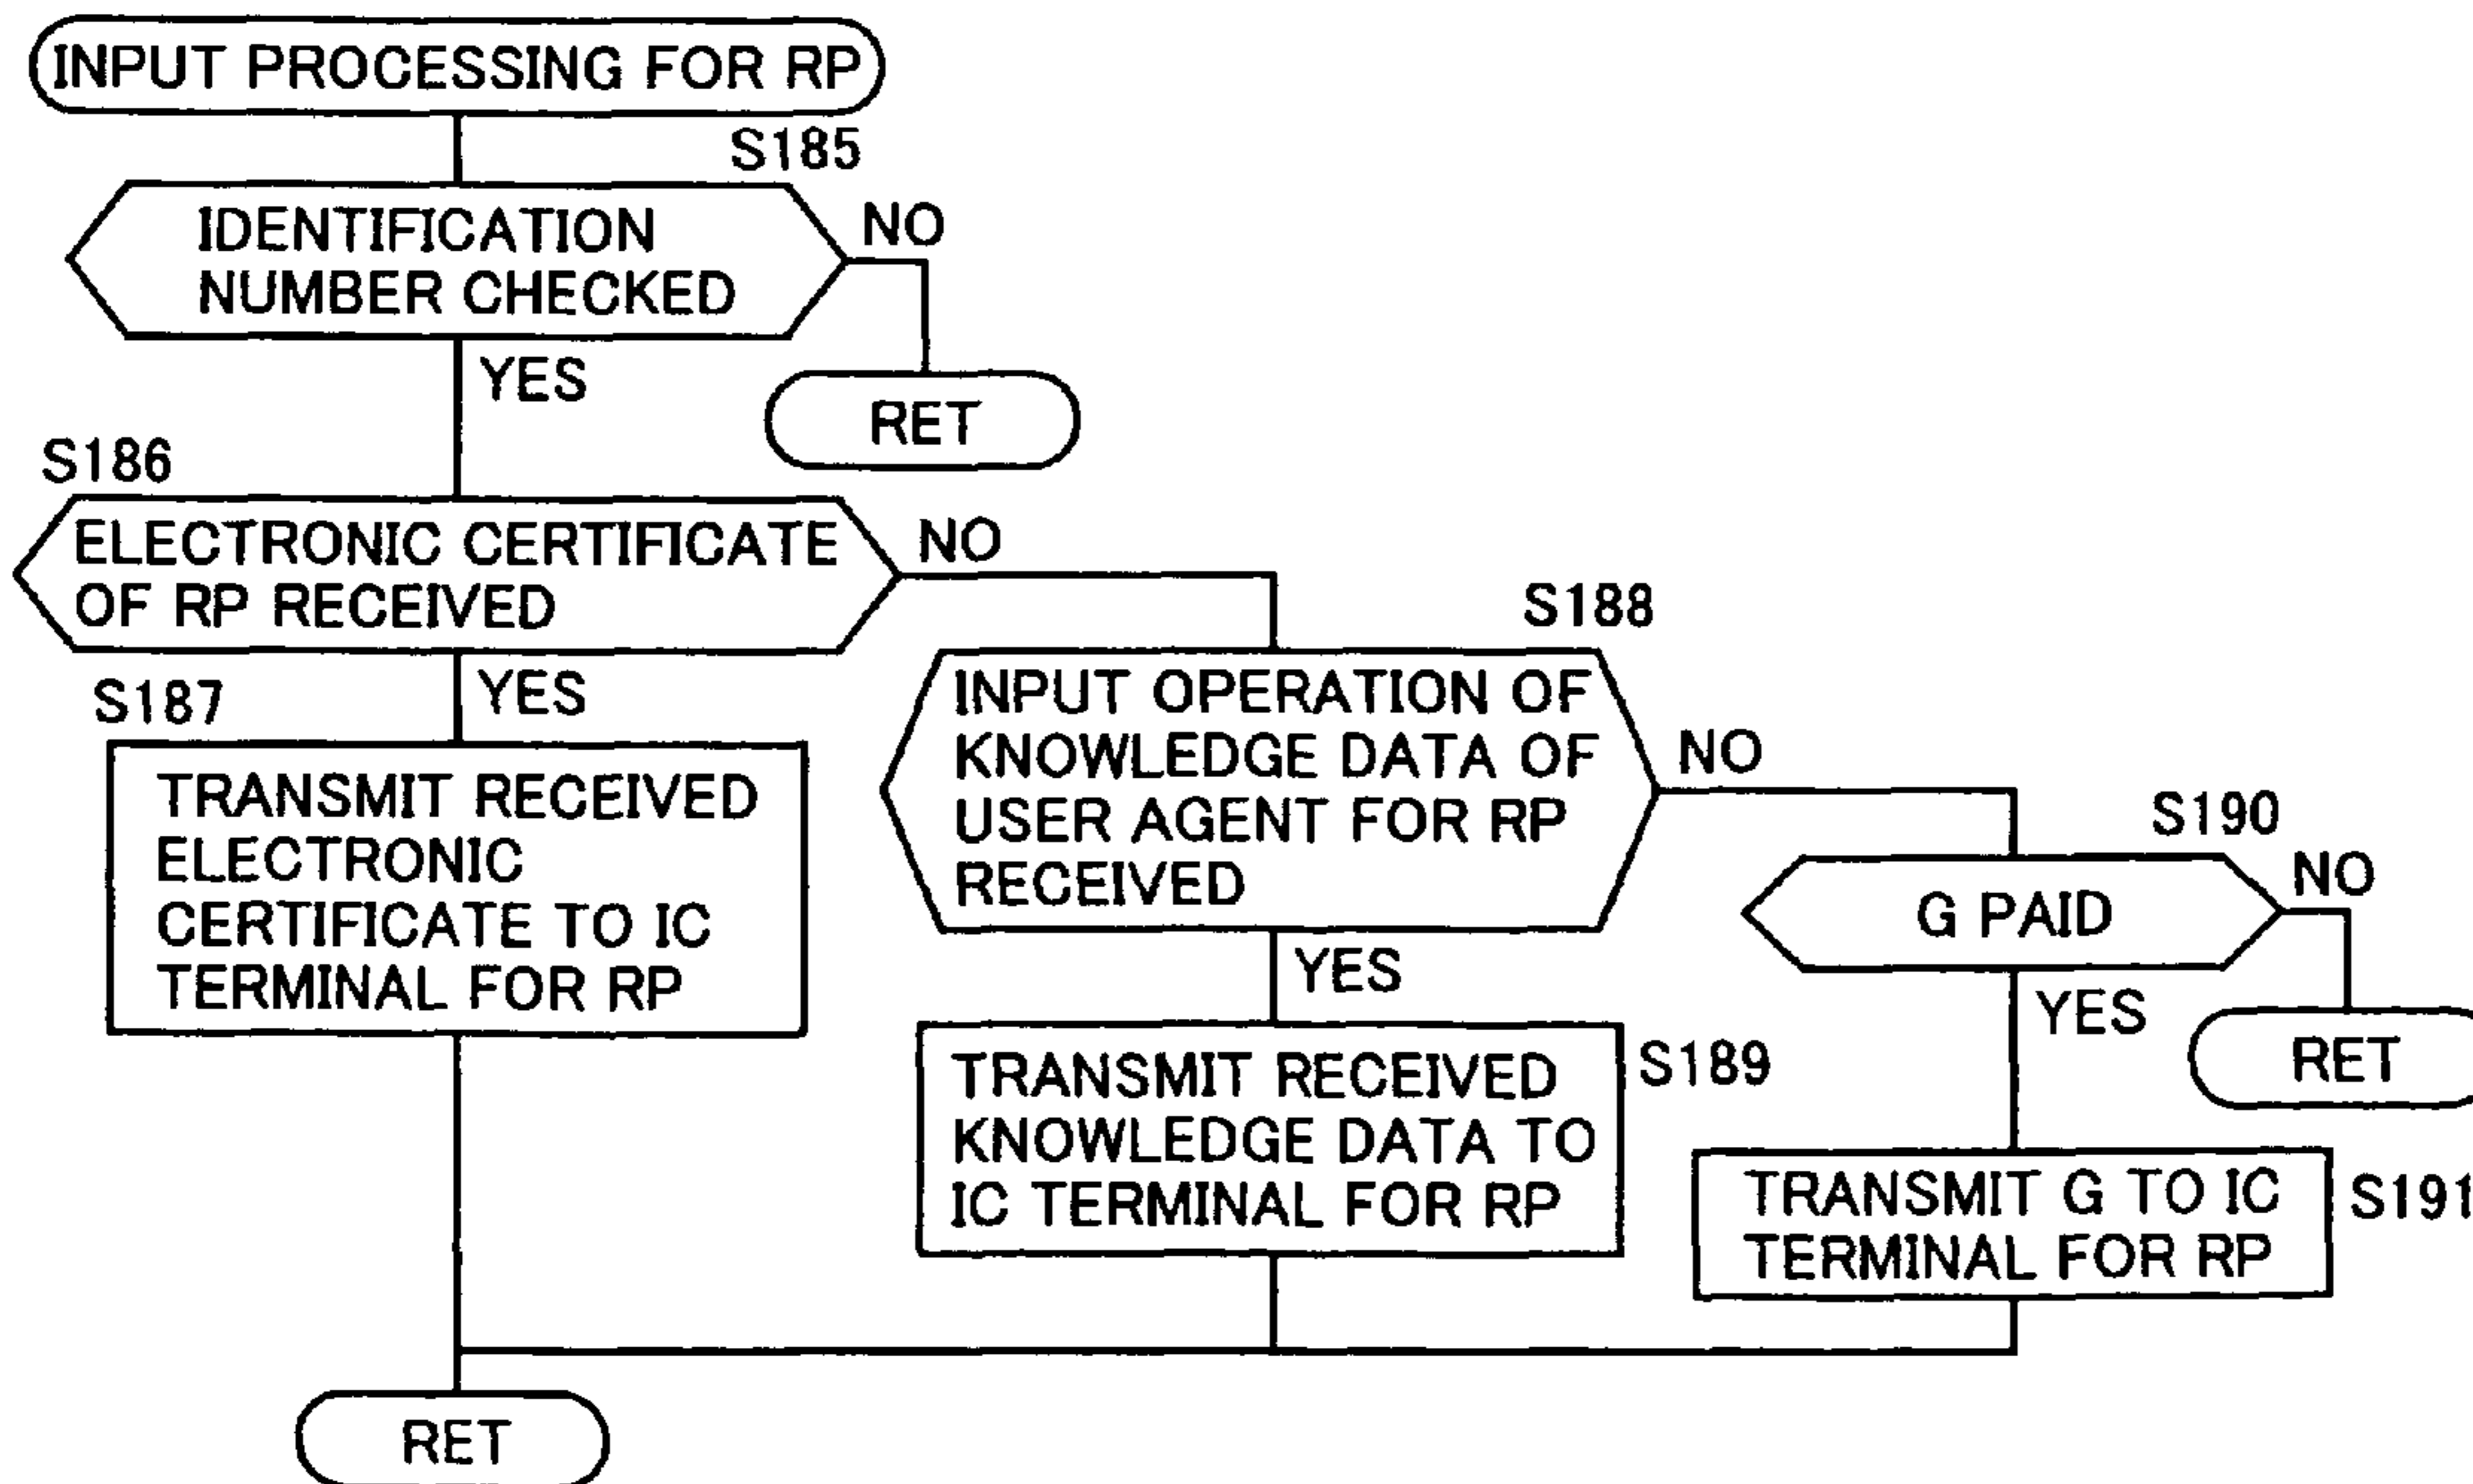 INPUT PROCESSING FOR RP
S185
IDENTIFICATION
NUMBER CHECKED
NO
YES
RET
S186
ELECTRONIC CERTIFICATE
OF RP RECEIVED
NO
YES
S187
TRANSMIT RECEIVED
ELECTRONIC
CERTIFICATE TO IC
TERMINAL FOR RP
S188
INPUT OPERATION OF
KNOWLEDGE DATA OF
USER AGENT FOR RP
RECEIVED
NO
YES
S189
TRANSMIT RECEIVED
KNOWLEDGE DATA TO
IC TERMINAL FOR RP
S190
G PAID
NO
YES
RET
TRANSMIT G TO IC
TERMINAL FOR RP
S191
RET